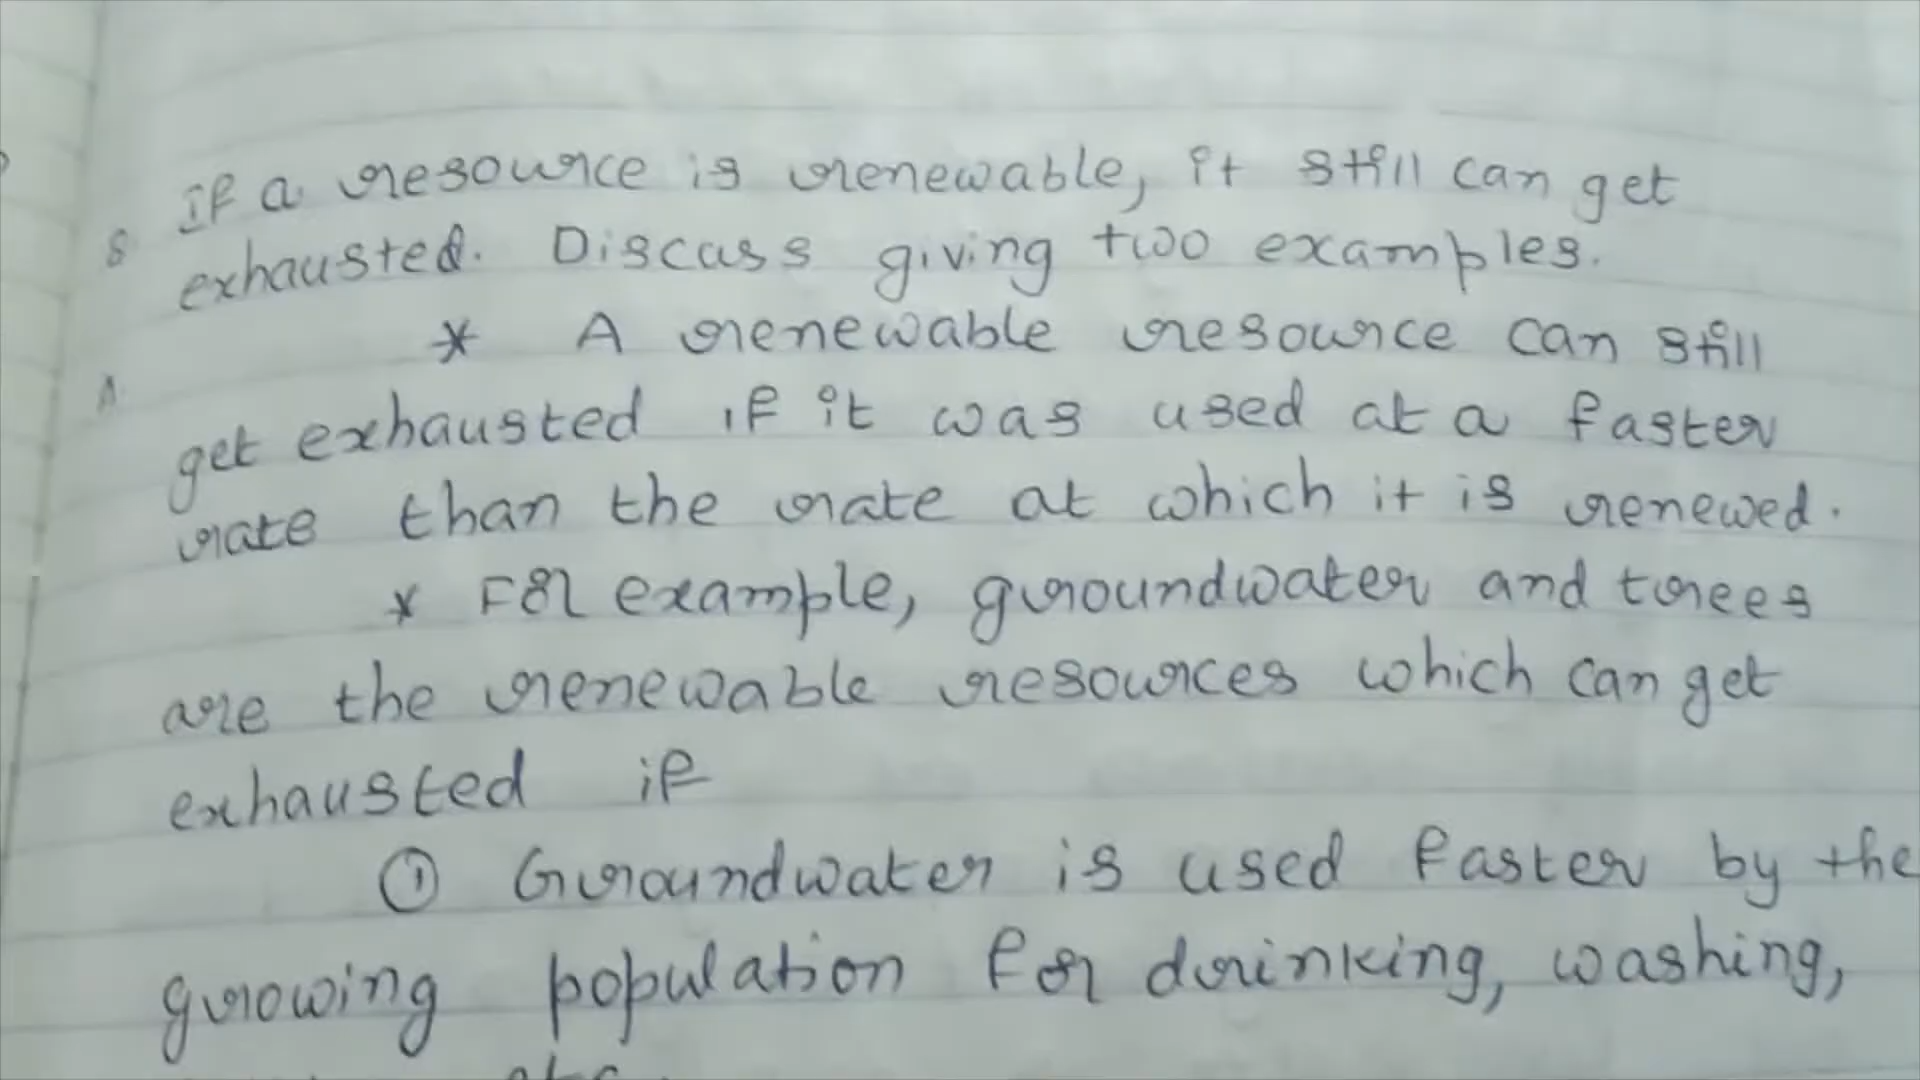 8. If a resource is renewable, it still can get
exhausted. Discuss giving two examples.
* A renewable resource can still
A.
get exhausted if it was used at a faster
rate than the rate at which it is renewed.
* For example, groundwater and trees
are the renewable resources which can get
exhausted if
① Groundwater is used faster by the
growing population for drinking, washing,
etc.